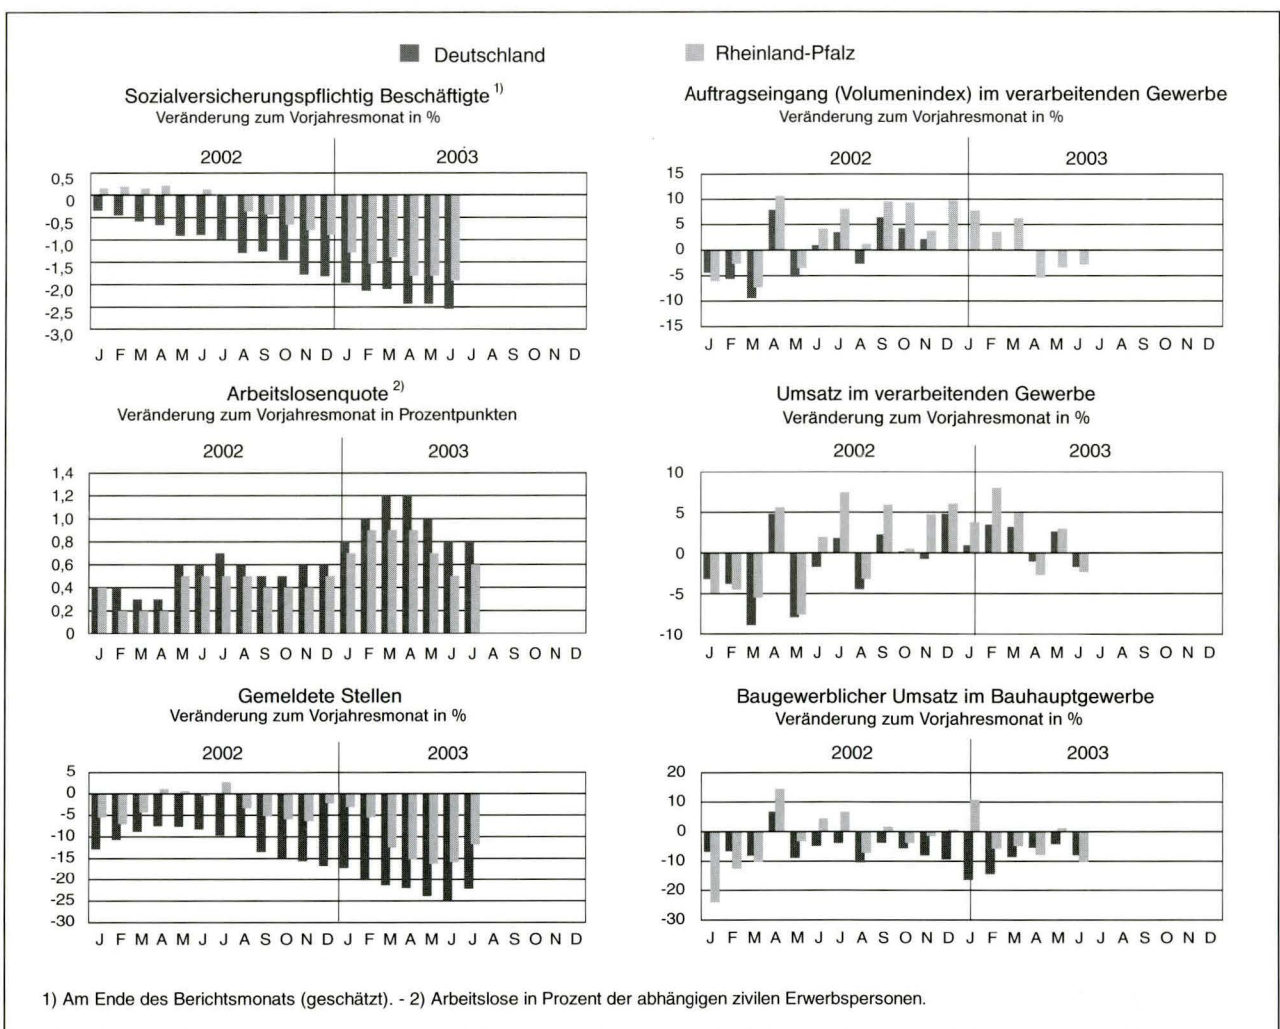 Deutschland
Rheinland-Pfalz
Sozialversicherungspflichtig Beschäftigte 1)
Veränderung zum Vorjahresmonat in %
2002
2003
0,5
0
-0,5
-1,0
-1,5
-2,0
-2,5
-3,0
J F M A M J J A S O N D J F M A M J J A S O N D
Auftragseingang (Volumenindex) im verarbeitenden Gewerbe
Veränderung zum Vorjahresmonat in %
2002
2003
15
10
5
0
-5
-10
-15
J F M A M J J A S O N D J F M A M J J A S O N D
Arbeitslosenquote 2)
Veränderung zum Vorjahresmonat in Prozentpunkten
2002
2003
1,4
1,2
1,0
0,8
0,6
0,4
0,2
0
J F M A M J J A S O N D J F M A M J J A S O N D
Umsatz im verarbeitenden Gewerbe
Veränderung zum Vorjahresmonat in %
2002
2003
10
5
0
-5
-10
J F M A M J J A S O N D J F M A M J J A S O N D
Gemeldete Stellen
Veränderung zum Vorjahresmonat in %
2002
2003
5
0
-5
-10
-15
-20
-25
-30
J F M A M J J A S O N D J F M A M J J A S O N D
Baugewerblicher Umsatz im Bauhauptgewerbe
Veränderung zum Vorjahresmonat in %
2002
2003
20
10
0
-10
-20
-30
J F M A M J J A S O N D J F M A M J J A S O N D
1) Am Ende des Berichtsmonats (geschätzt). - 2) Arbeitslose in Prozent der abhängigen zivilen Erwerbspersonen.